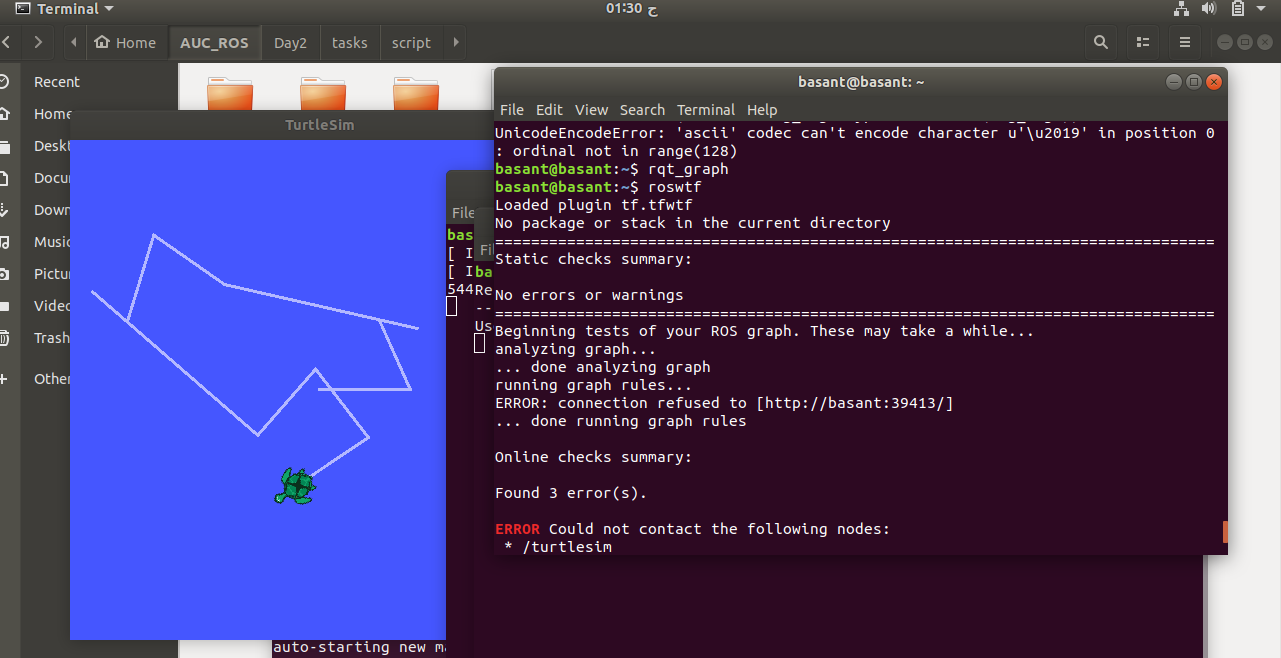 Terminal
01:30 ح
Home
AUC_ROS
Day2
tasks
script
Recent
Home
Deskt
Docu
Down
Music
Pictu
Video
Trash
Other
TurtleSim
File
bas
[ I
[ I
544
Fi
ba
Re
--
Us
auto-starting new ma
basant@basant: ~
File Edit View Search Terminal Help
UnicodeEncodeError: 'ascii' codec can't encode character u'\u2019' in position 0
: ordinal not in range(128)
basant@basant:~$ rqt_graph
basant@basant:~$ roswtf
Loaded plugin tf.tfwtf
No package or stack in the current directory
================================================================================
Static checks summary:
No errors or warnings
================================================================================
Beginning tests of your ROS graph. These may take a while...
analyzing graph...
... done analyzing graph
running graph rules...
ERROR: connection refused to [http://basant:39413/]
... done running graph rules
Online checks summary:
Found 3 error(s).
ERROR Could not contact the following nodes:
* /turtlesim